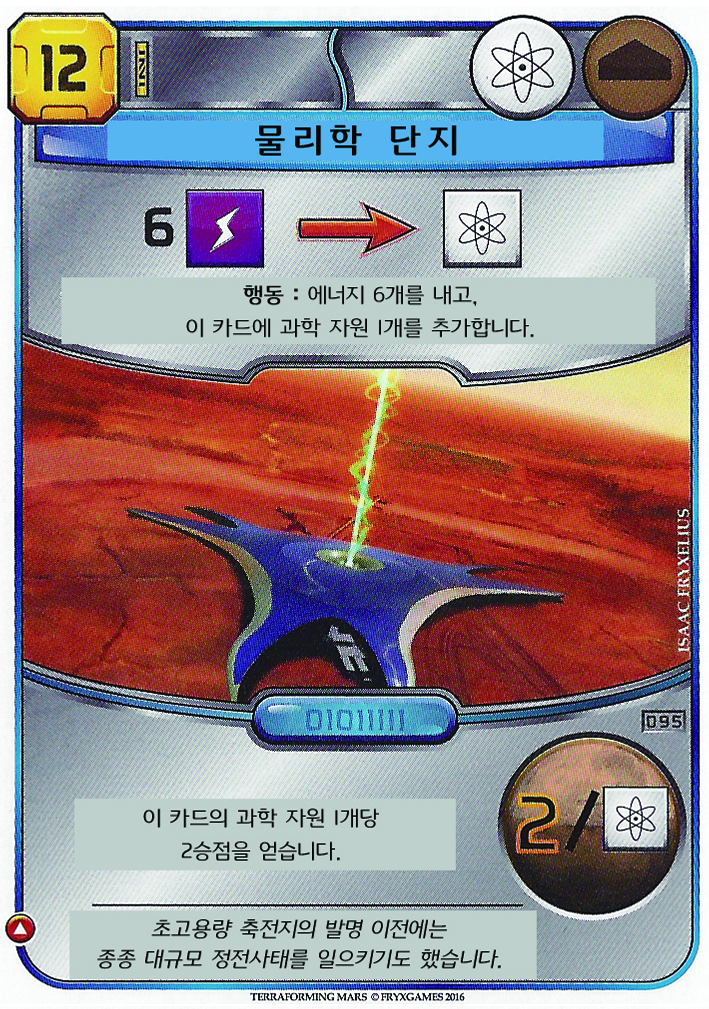 12
INT
물리학 단지
6
행동 : 에너지 6개를 내고,
이 카드에 과학 자원 1개를 추가합니다.
ISAAC FRYXELIUS
01011111
095
이 카드의 과학 자원 1개당
2승점을 얻습니다.
2/
초고용량 축전지의 발명 이전에는
종종 대규모 정전사태를 일으키기도 했습니다.
TERRAFORMING MARS © FRYXGAMES 2016